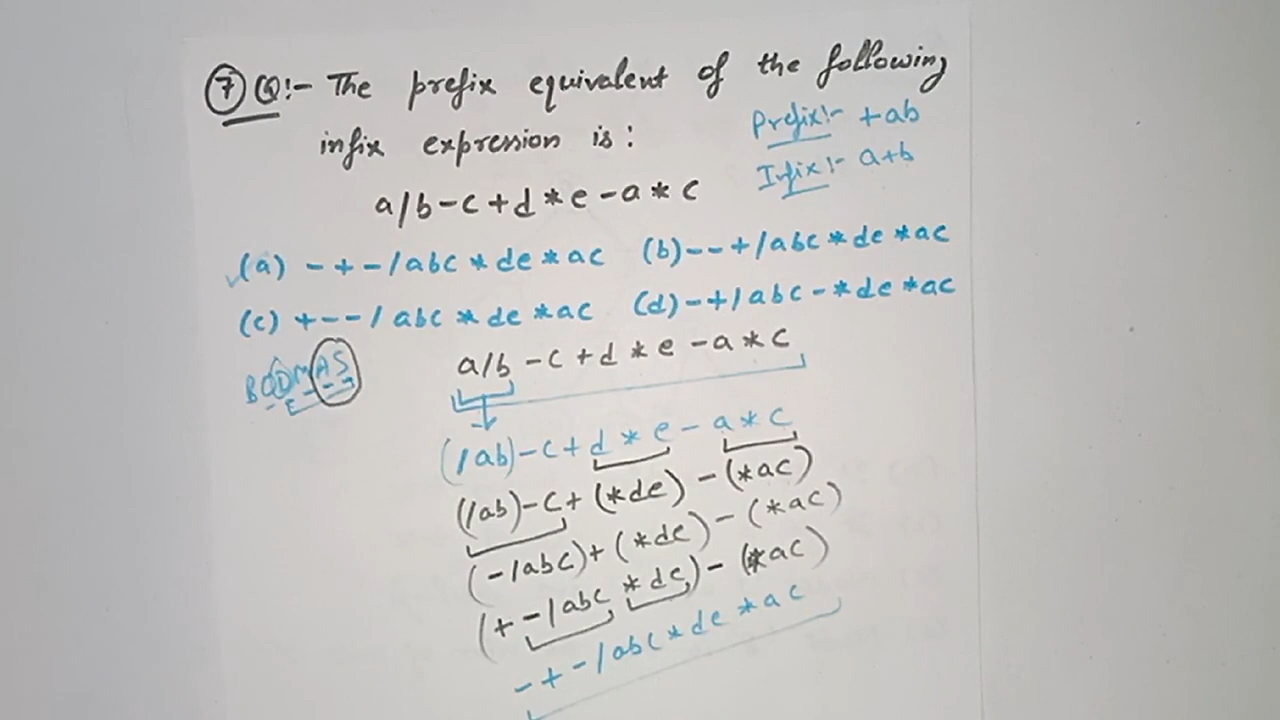 ⑦ Q:- The prefix equivalent of the following
infix expression is:
Prefix:- +ab
Infix:- a+b
a/b-c+d*e-a*c
(a) -+-/abc*de*ac (b)--+/abc*de*ac
(c) +--/abc*de*ac (d)-+/abc-*de*ac
BODMAS
a/b-c+d*e-a*c
(/ab)-c+d*e-a*c
(/ab)-c+(*de)-(*ac)
(-/abc)+(*de)-(*ac)
(+-/abc*de)-(*ac)
-+-/abc*de*ac